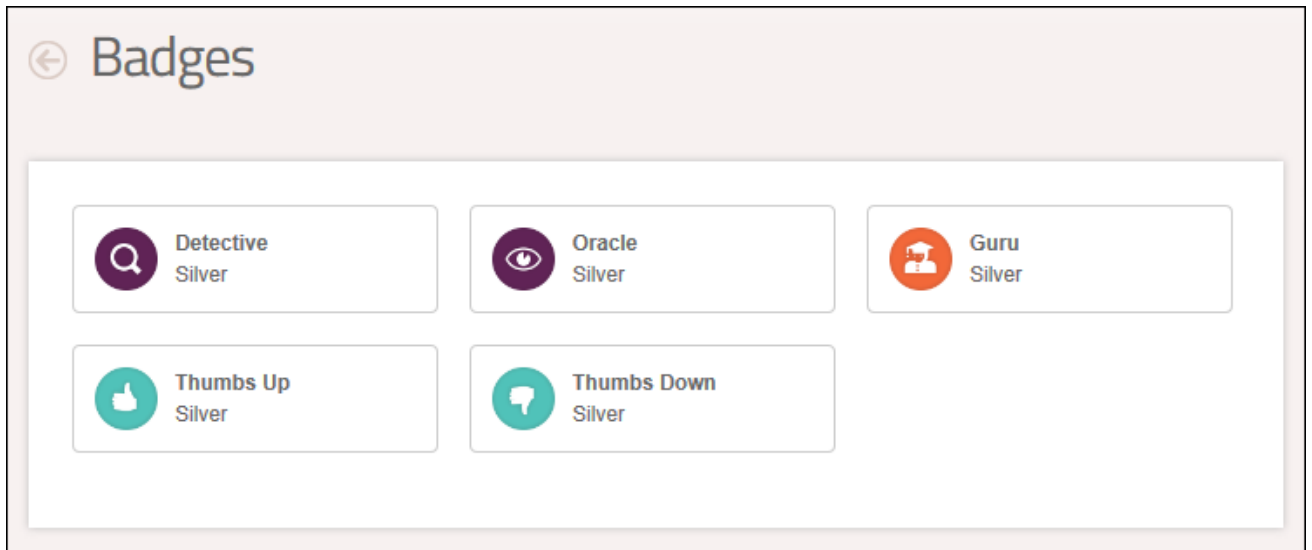 Badges
Detective
Silver
Oracle
Silver
Guru
Silver
Thumbs Up
Silver
Thumbs Down
Silver